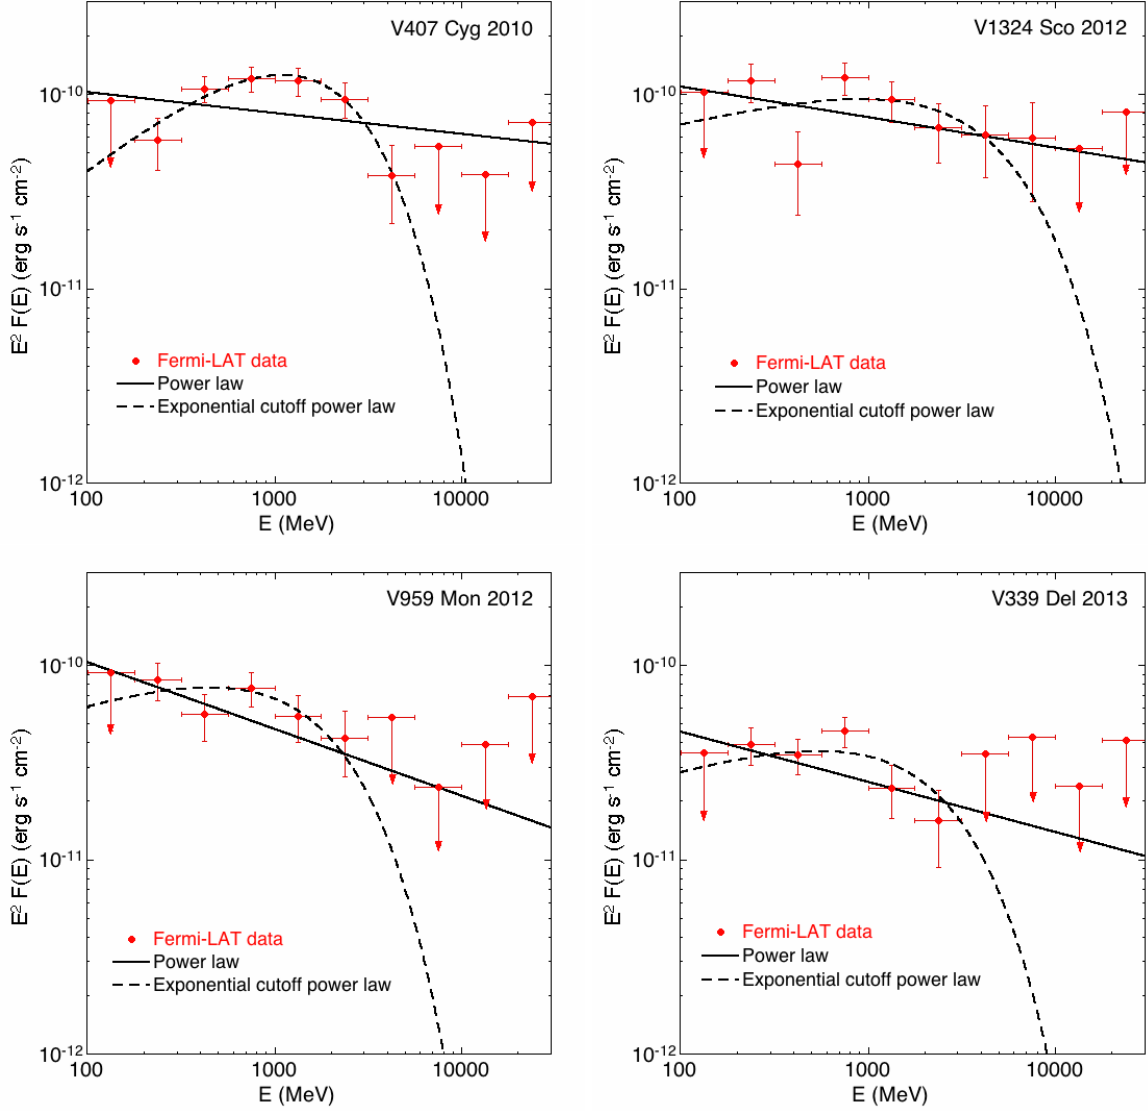 V407 Cyg 2010
10⁻¹⁰
10⁻¹¹
10⁻¹²
E² F(E) (erg s⁻¹ cm⁻²)
Fermi-LAT data
Power law
Exponential cutoff power law
100 1000 10000
E (MeV)
V1324 Sco 2012
10⁻¹⁰
10⁻¹¹
10⁻¹²
E² F(E) (erg s⁻¹ cm⁻²)
Fermi-LAT data
Power law
Exponential cutoff power law
100 1000 10000
E (MeV)
V959 Mon 2012
10⁻¹⁰
10⁻¹¹
10⁻¹²
E² F(E) (erg s⁻¹ cm⁻²)
Fermi-LAT data
Power law
Exponential cutoff power law
100 1000 10000
E (MeV)
V339 Del 2013
10⁻¹⁰
10⁻¹¹
10⁻¹²
E² F(E) (erg s⁻¹ cm⁻²)
Fermi-LAT data
Power law
Exponential cutoff power law
100 1000 10000
E (MeV)